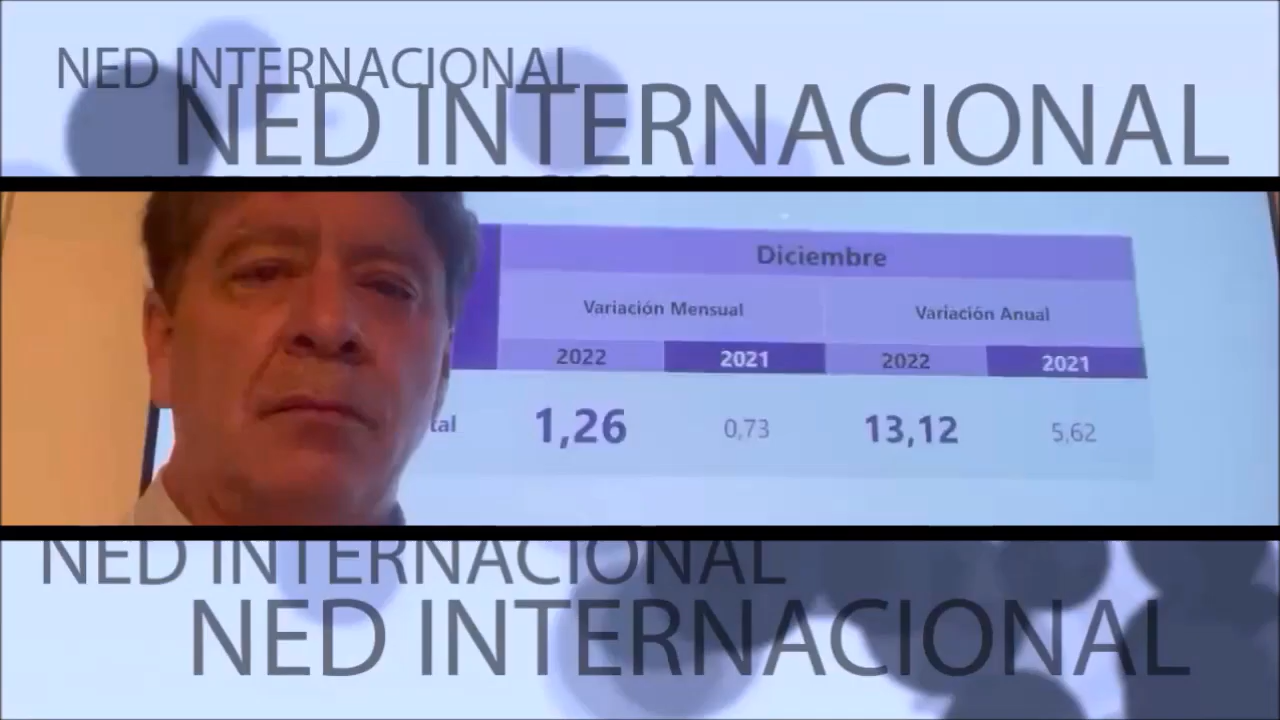 NED INTERNACIONAL
NED INTERNACIONAL
Diciembre
Variación Mensual Variación Anual
2022 2021 2022 2021
tal 1,26 0,73 13,12 5,62
NED INTERNACIONAL
NED INTERNACIONAL